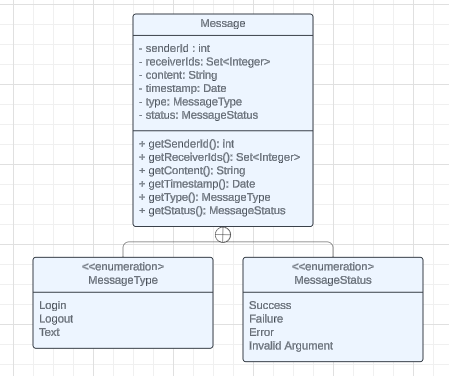 Message
- senderId : int
- receiverIds: Set<Integer>
- content: String
- timestamp: Date
- type: MessageType
- status: MessageStatus
+ getSenderId(): int
+ getReceiverIds(): Set<Integer>
+ getContent(): String
+ getTimestamp(): Date
+ getType(): MessageType
+ getStatus(): MessageStatus
<<enumeration>>
MessageType
Login
Logout
Text
<<enumeration>>
MessageStatus
Success
Failure
Error
Invalid Argument